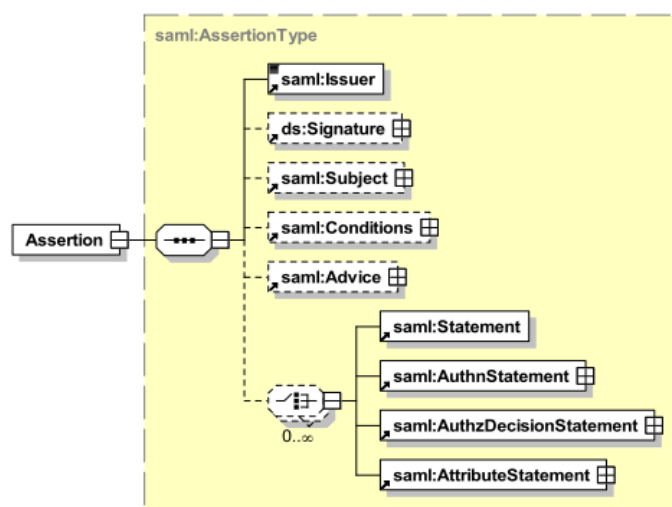 saml:AssertionType
saml:Issuer
ds:Signature
saml:Subject
saml:Conditions
Assertion
saml:Advice
saml:Statement
saml:AuthnStatement
0..∞
saml:AuthzDecisionStatement
saml:AttributeStatement